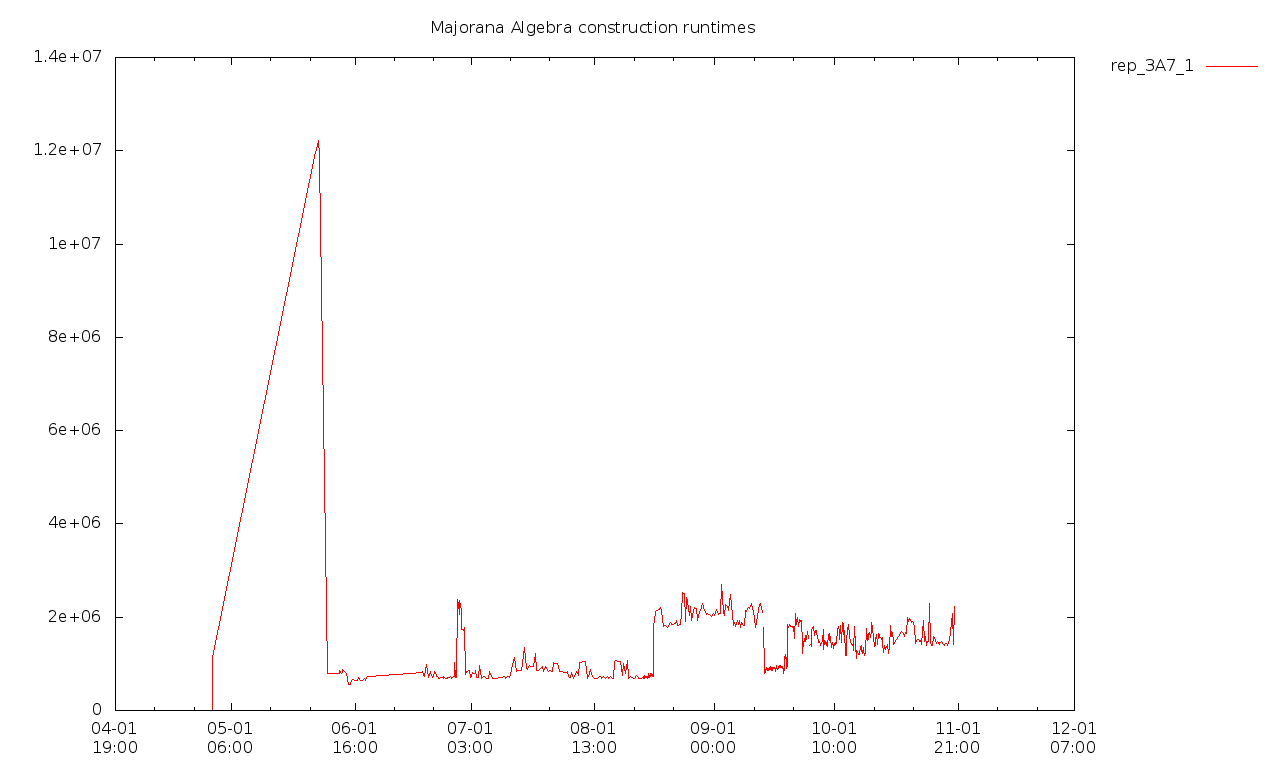 Majorana Algebra construction runtimes
rep_3A7_1
1.4e+07
1.2e+07
1e+07
8e+06
6e+06
4e+06
2e+06
0
04-01 05-01 06-01 07-01 08-01 09-01 10-01 11-01 12-01
19:00 06:00 16:00 03:00 13:00 00:00 10:00 21:00 07:00